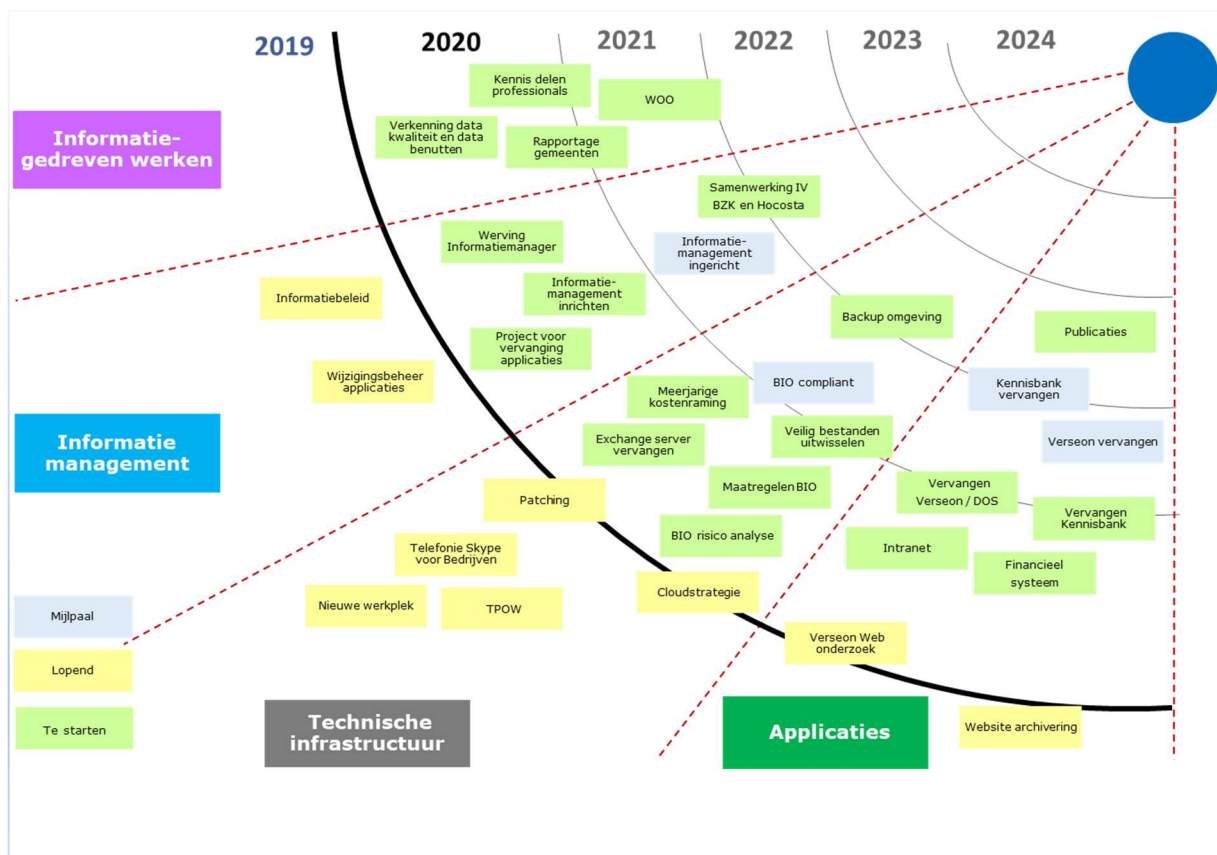 2019
2020
2021
2022
2023
2024
Kennis delen
professionals
WOO
Verkenning data
kwaliteit en data
benutten
Rapportage
gemeenten
Informatie-
gedreven werken
Samenwerking IV
BZK en Hocosta
Werving
Informatiemanager
Informatie-
management
ingericht
Informatiebeleid
Informatie-
management
inrichten
Backup omgeving
Publicaties
Project voor
vervanging
applicaties
Wijzigingsbeheer
applicaties
Meerjarige
kostenraming
BIO compliant
Kennisbank
vervangen
Informatie
management
Exchange server
vervangen
Veilig bestanden
uitwisselen
Verseon vervangen
Patching
Maatregelen BIO
Vervangen
Verseon / DOS
Vervangen
Kennisbank
Telefonie Skype
voor Bedrijven
BIO risico analyse
Intranet
Financieel
systeem
Nieuwe werkplek
TPOW
Cloudstrategie
Mijlpaal
Verseon Web
onderzoek
Lopend
Te starten
Technische
infrastructuur
Applicaties
Website archivering